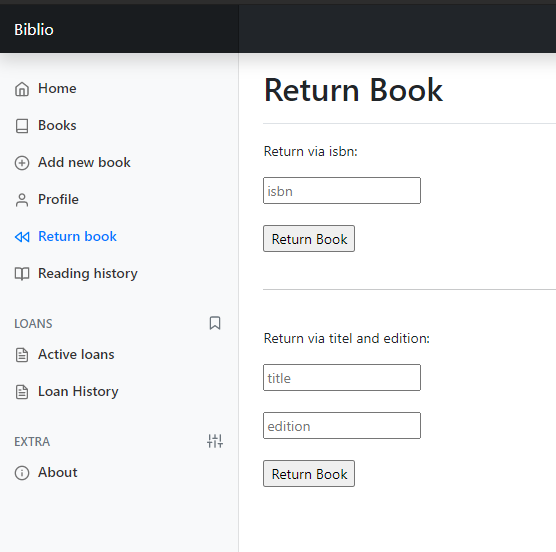 Biblio
Home
Books
Add new book
Profile
Return book
Reading history
LOANS
Active loans
Loan History
EXTRA
About
Return Book
Return via isbn:
isbn
Return Book
Return via titel and edition:
title
edition
Return Book